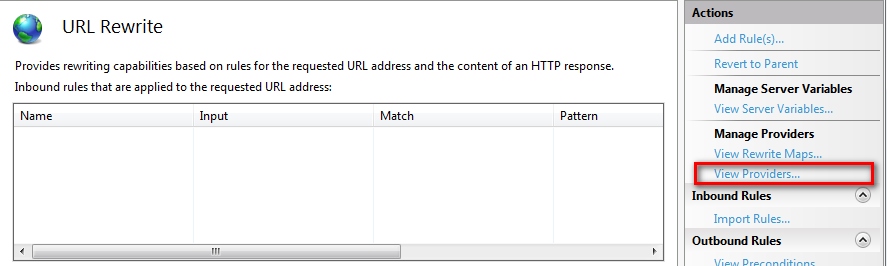 URL Rewrite
Provides rewriting capabilities based on rules for the requested URL address and the content of an HTTP response.
Inbound rules that are applied to the requested URL address:
Name Input Match Pattern
Actions
Add Rule(s)...
Revert to Parent
Manage Server Variables
View Server Variables...
Manage Providers
View Rewrite Maps...
View Providers...
Inbound Rules
Import Rules...
Outbound Rules
View Preconditions...